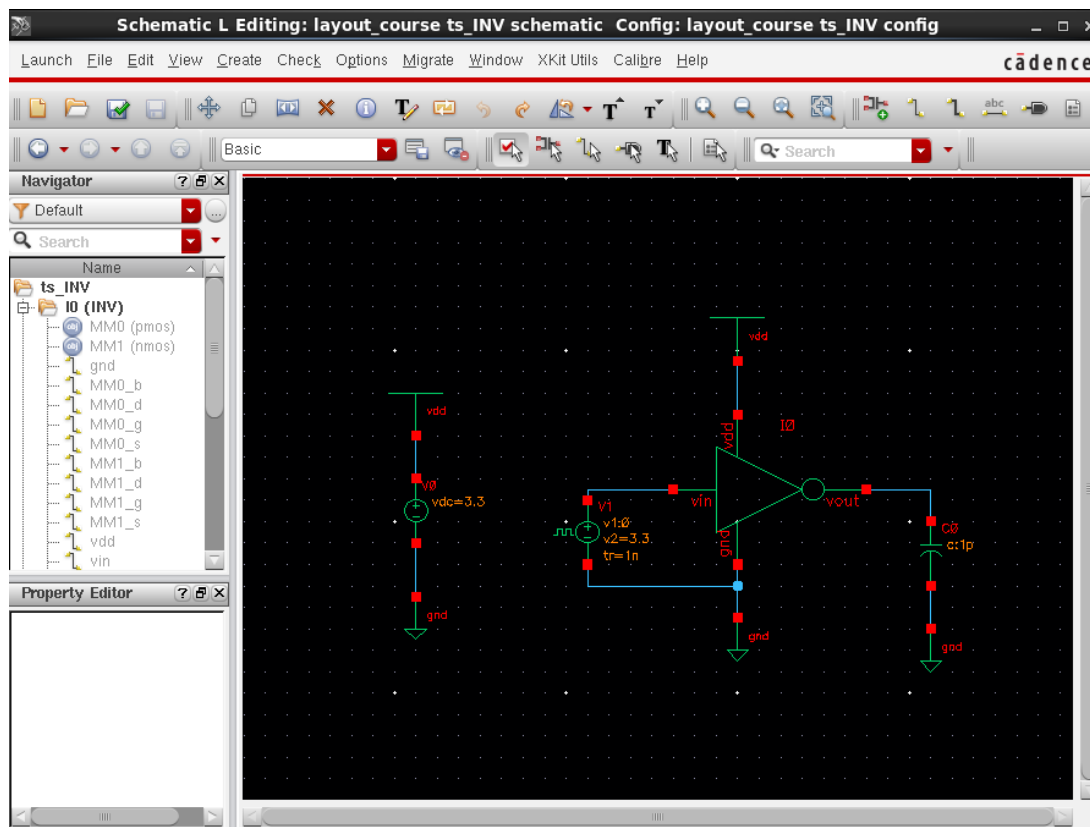 Schematic L Editing: layout_course ts_INV schematic  Config: layout_course ts_INV config
Launch File Edit View Create Check Options Migrate Window XKit Utils Calibre Help
cādence
abc
Basic
Search
Navigator
Default
Search
Name
ts_INV
I0 (INV)
MM0 (pmos)
MM1 (nmos)
gnd
MM0_b
MM0_d
MM0_g
MM0_s
MM1_b
MM1_d
MM1_g
MM1_s
vdd
vin
Property Editor
vdd
vdc=3.3
gnd
v1:0
v2=3.3
tr=1n
vdd
vdd
I0
vin
vout
gnd
gnd
C0
c:1p
gnd